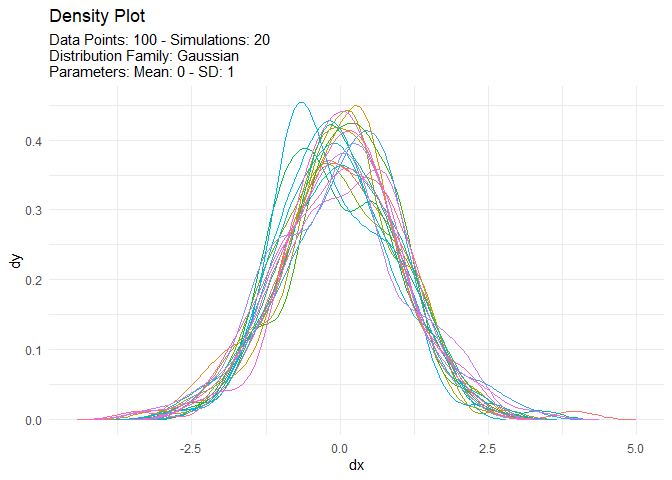 Density Plot
Data Points: 100 - Simulations: 20
Distribution Family: Gaussian
Parameters: Mean: 0 - SD: 1
0.4
0.3
0.2
0.1
0.0
dy
-2.5
0.0
2.5
5.0
dx